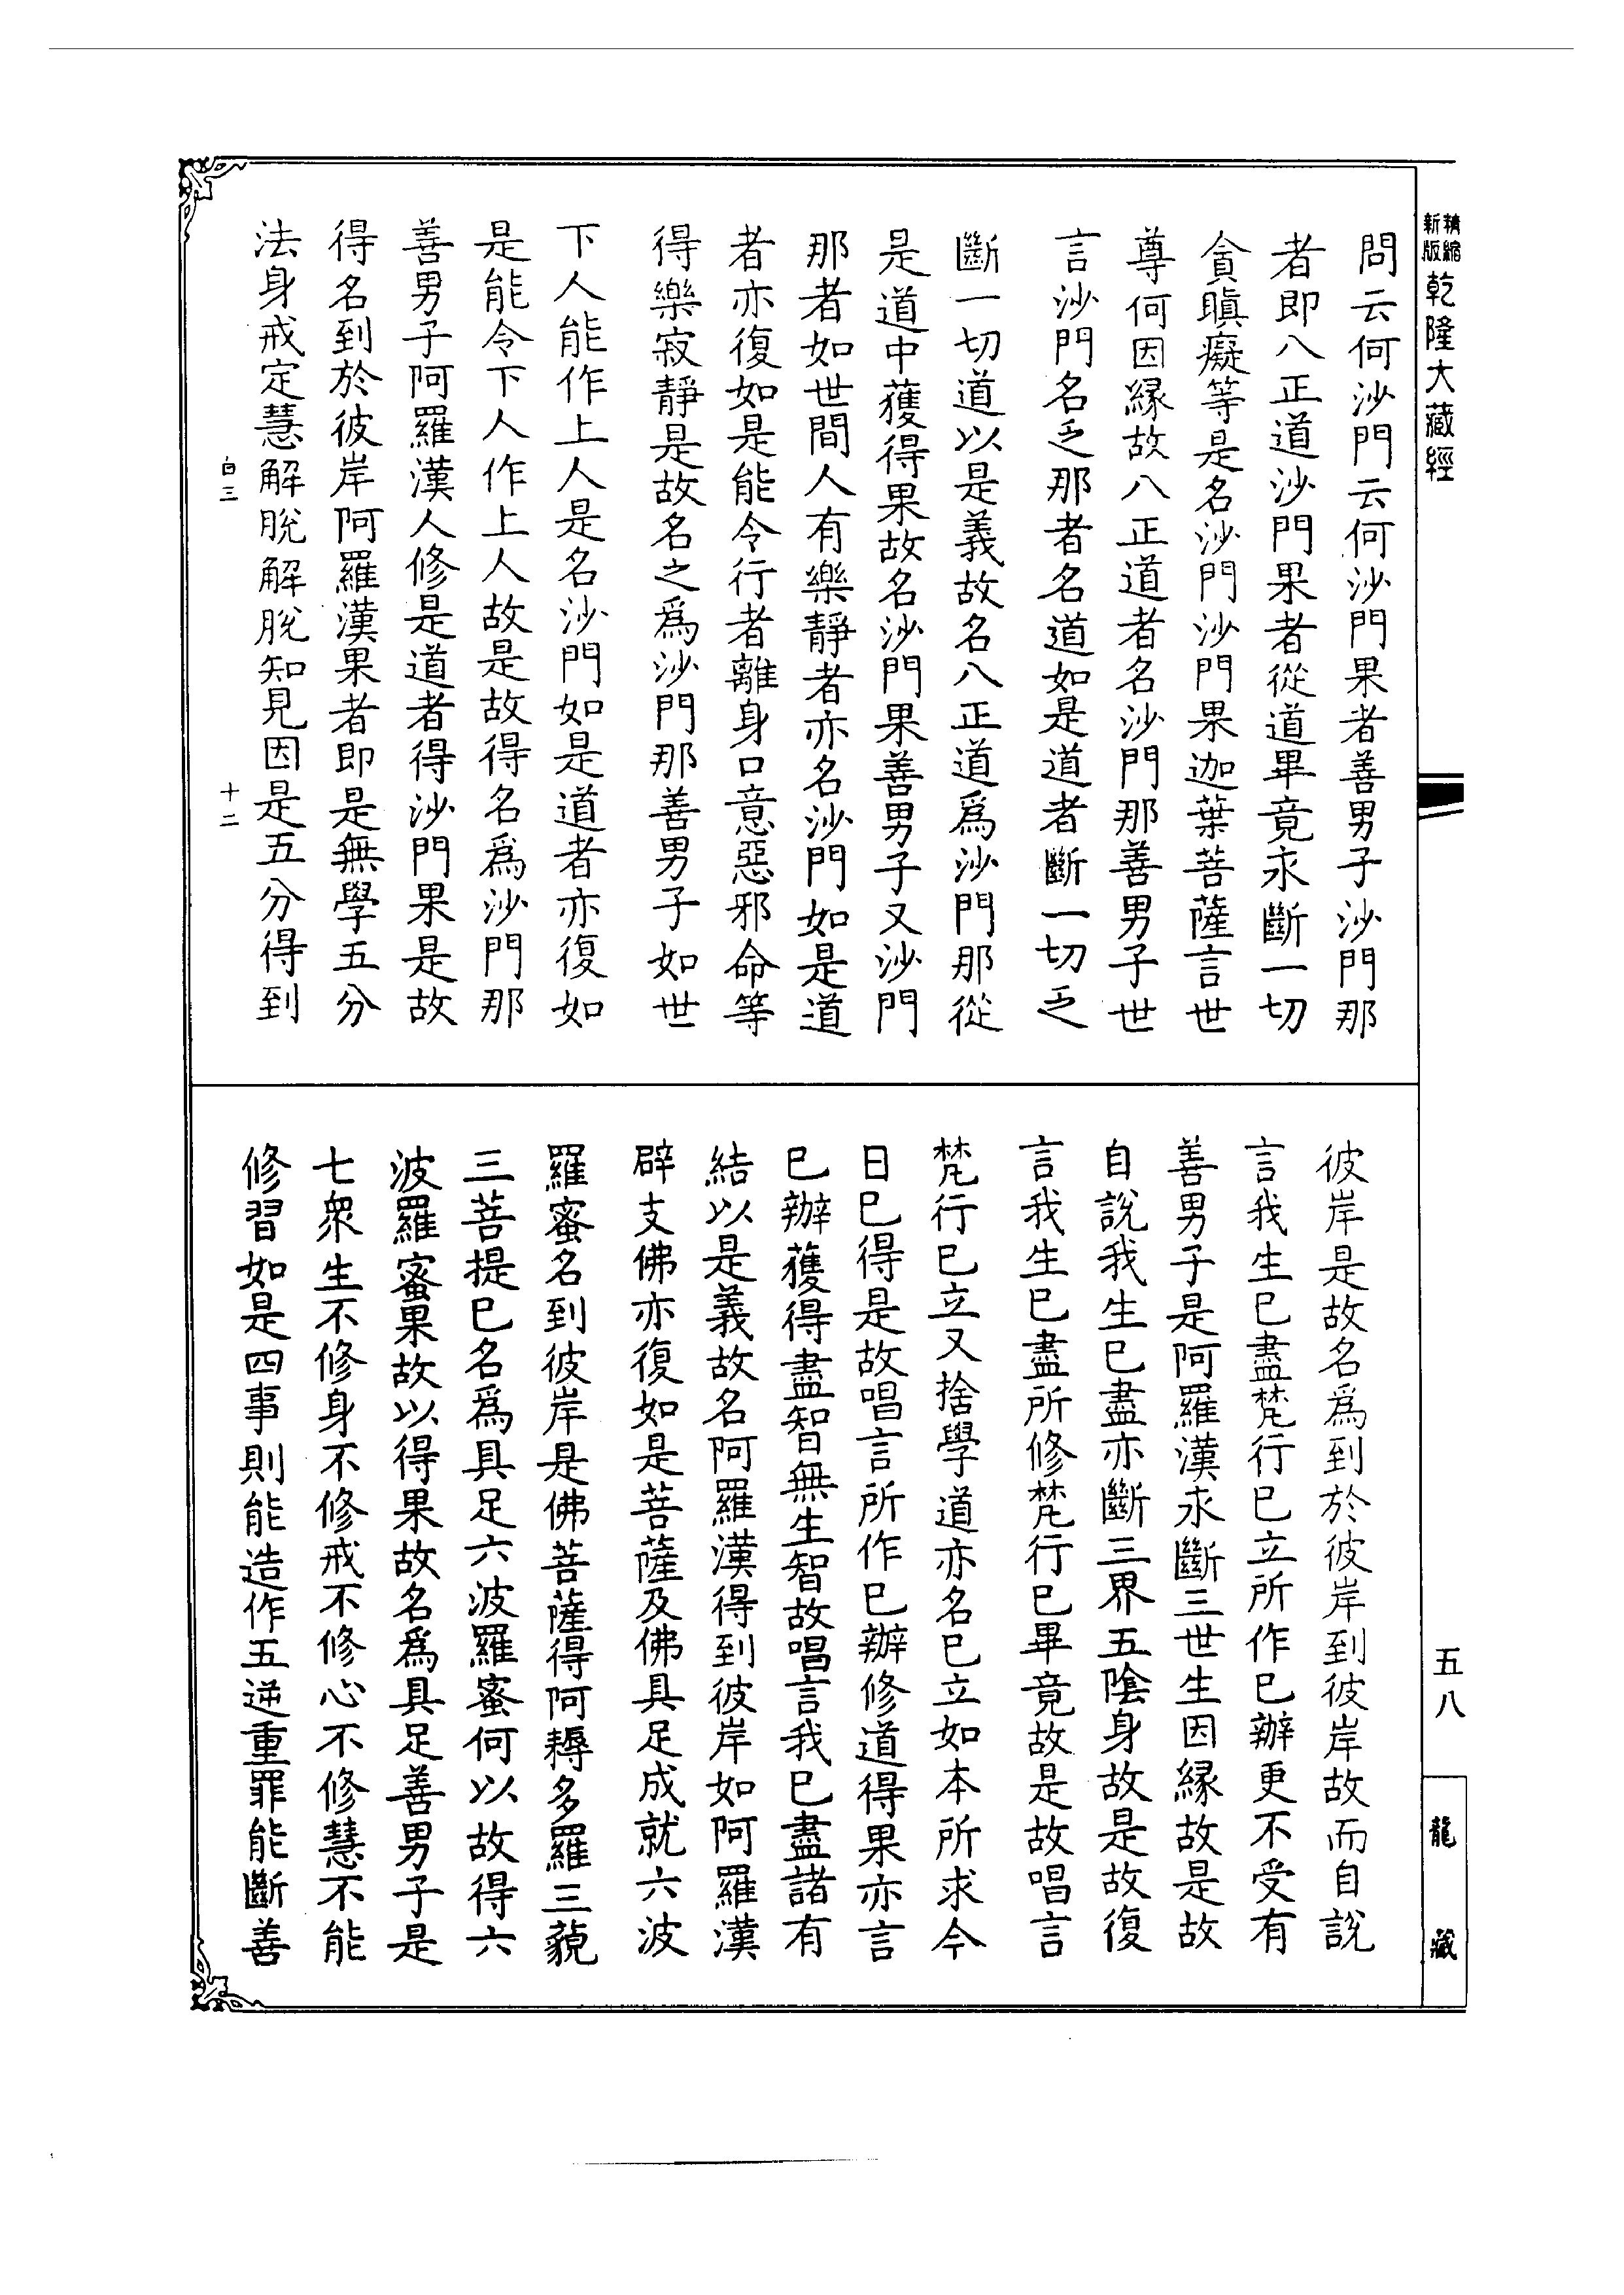 精縮新版乾隆大藏經
問云何沙門云何沙門果者善男子沙門那
者即八正道沙門果者從道畢竟永斷一切
貪瞋癡等是名沙門沙門果迦葉菩薩言世
尊何因緣故八正道者名沙門那善男子世
言沙門名乏那者名道如是道者斷一切乏
斷一切道以是義故名八正道爲沙門那從
是道中獲得果故名沙門果善男子又沙門
那者如世間人有樂靜者亦名沙門如是道
者亦復如是能令行者離身口意惡邪命等
得樂寂靜是故名之爲沙門那善男子如世
下人能作上人是名沙門如是道者亦復如
是能令下人作上人故是故得名爲沙門那
善男子阿羅漢人修是道者得沙門果是故
得名到於彼岸阿羅漢果者即是無學五分
法身戒定慧解脫解脫知見因是五分得到
白三 十二
彼岸是故名爲到於彼岸到彼岸故而自說
言我生已盡梵行已立所作已辦更不受有
善男子是阿羅漢永斷三世生因緣故是故
自說我生已盡亦斷三界五陰身故是故復
言我生已盡所修梵行已畢竟故是故唱言
梵行已立又捨學道亦名已立如本所求今
日已得是故唱言所作已辦修道得果亦言
已辦獲得盡智無生智故唱言我已盡諸有
結以是義故名阿羅漢得到彼岸如阿羅漢
辟支佛亦復如是菩薩及佛具足成就六波
羅蜜名到彼岸是佛菩薩得阿耨多羅三藐
三菩提已名爲具足六波羅蜜何以故得六
波羅蜜果故以得果故名爲具足善男子是
七衆生不修身不修戒不修心不修慧不能
修習如是四事則能造作五逆重罪能斷善
五八
龍藏